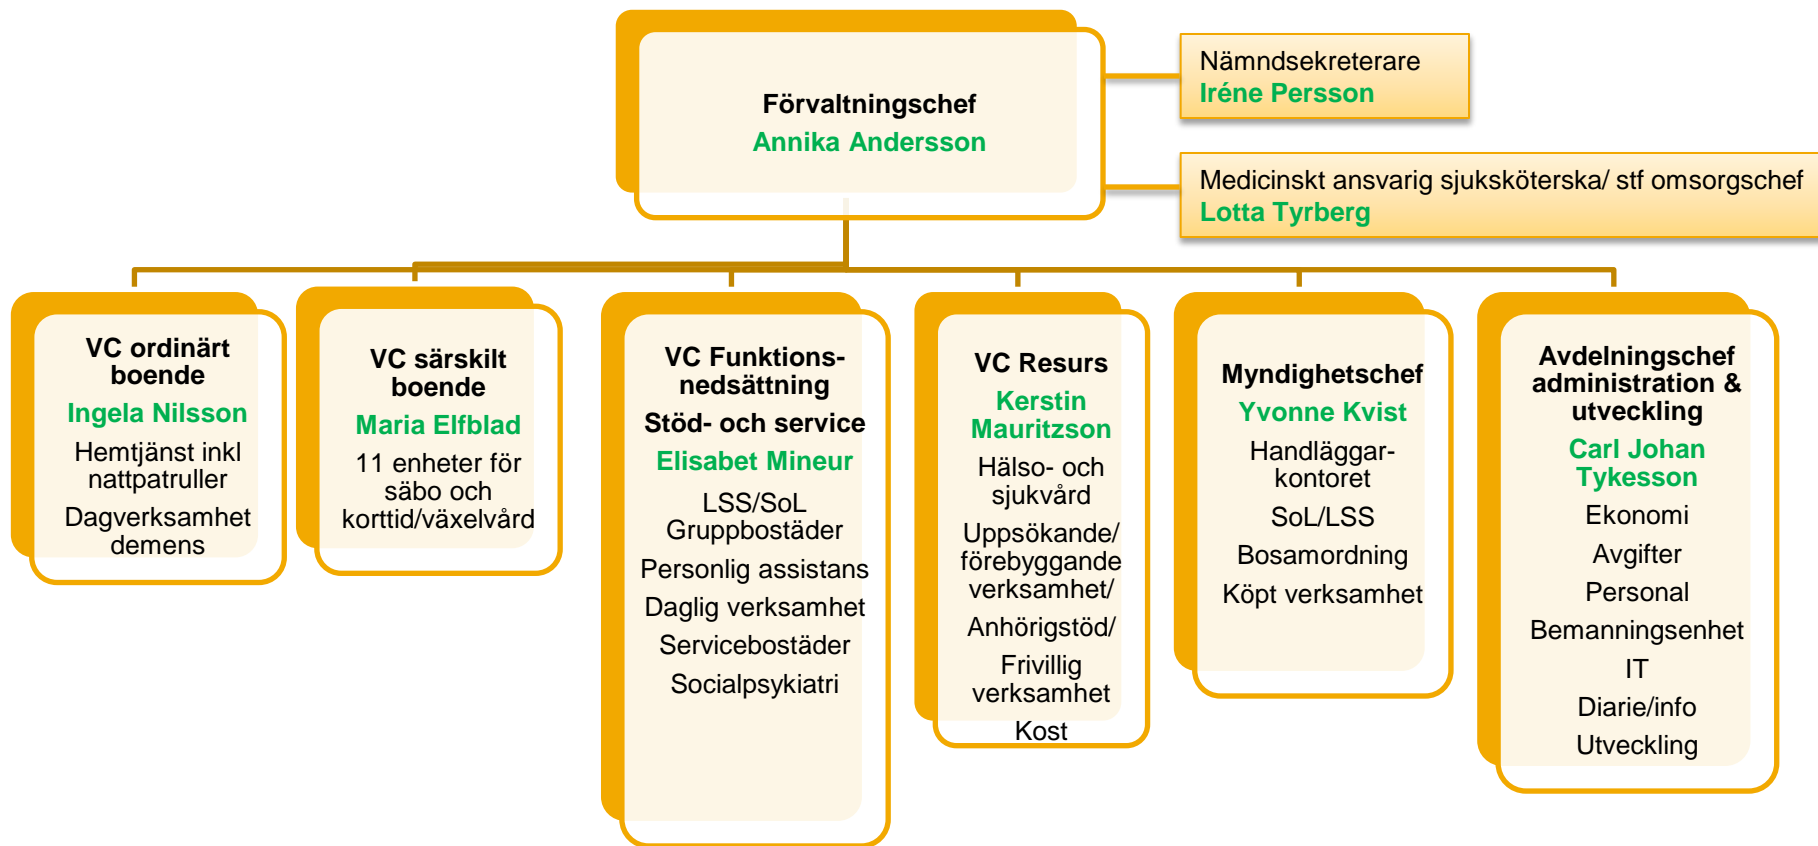 Förvaltningschef
Annika Andersson
Nämndsekreterare
Iréne Persson
Medicinskt ansvarig sjuksköterska/ stf omsorgschef
Lotta Tyrberg
VC ordinärt
boende
Ingela Nilsson
Hemtjänst inkl
nattpatruller
Dagverksamhet
demens
VC särskilt
boende
Maria Elfblad
11 enheter för
säbo och
korttid/växelvård
VC Funktions-
nedsättning
Stöd- och service
Elisabet Mineur
LSS/SoL
Gruppbostäder
Personlig assistans
Daglig verksamhet
Servicebostäder
Socialpsykiatri
VC Resurs
Kerstin
Mauritzson
Hälso- och
sjukvård
Uppsökande/
förebyggande
verksamhet/
Anhörigstöd/
Frivillig
verksamhet
Kost
Myndighetschef
Yvonne Kvist
Handläggar-
kontoret
SoL/LSS
Bosamordning
Köpt verksamhet
Avdelningschef
administration &
utveckling
Carl Johan
Tykesson
Ekonomi
Avgifter
Personal
Bemanningsenhet
IT
Diarie/info
Utveckling